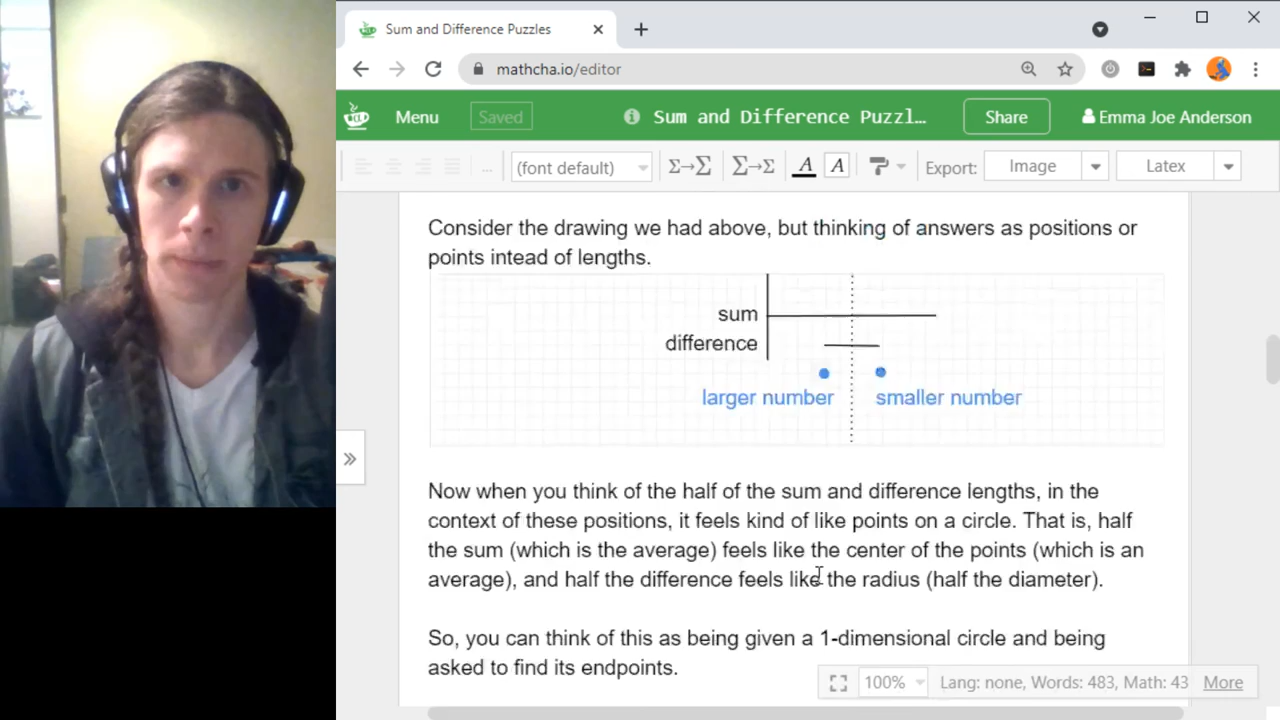 Sum and Difference Puzzles
mathcha.io/editor
Menu
Saved
Sum and Difference Puzzl...
Share
Emma Joe Anderson
...
(font default)
Σ→Σ
Σ→Σ
A
A
Export:
Image
Latex
Consider the drawing we had above, but thinking of answers as positions or
points intead of lengths.
sum
difference
larger number
smaller number
Now when you think of the half of the sum and difference lengths, in the
context of these positions, it feels kind of like points on a circle. That is, half
the sum (which is the average) feels like the center of the points (which is an
average), and half the difference feels like the radius (half the diameter).
So, you can think of this as being given a 1-dimensional circle and being
asked to find its endpoints.
100%
Lang: none, Words: 483, Math: 43
More